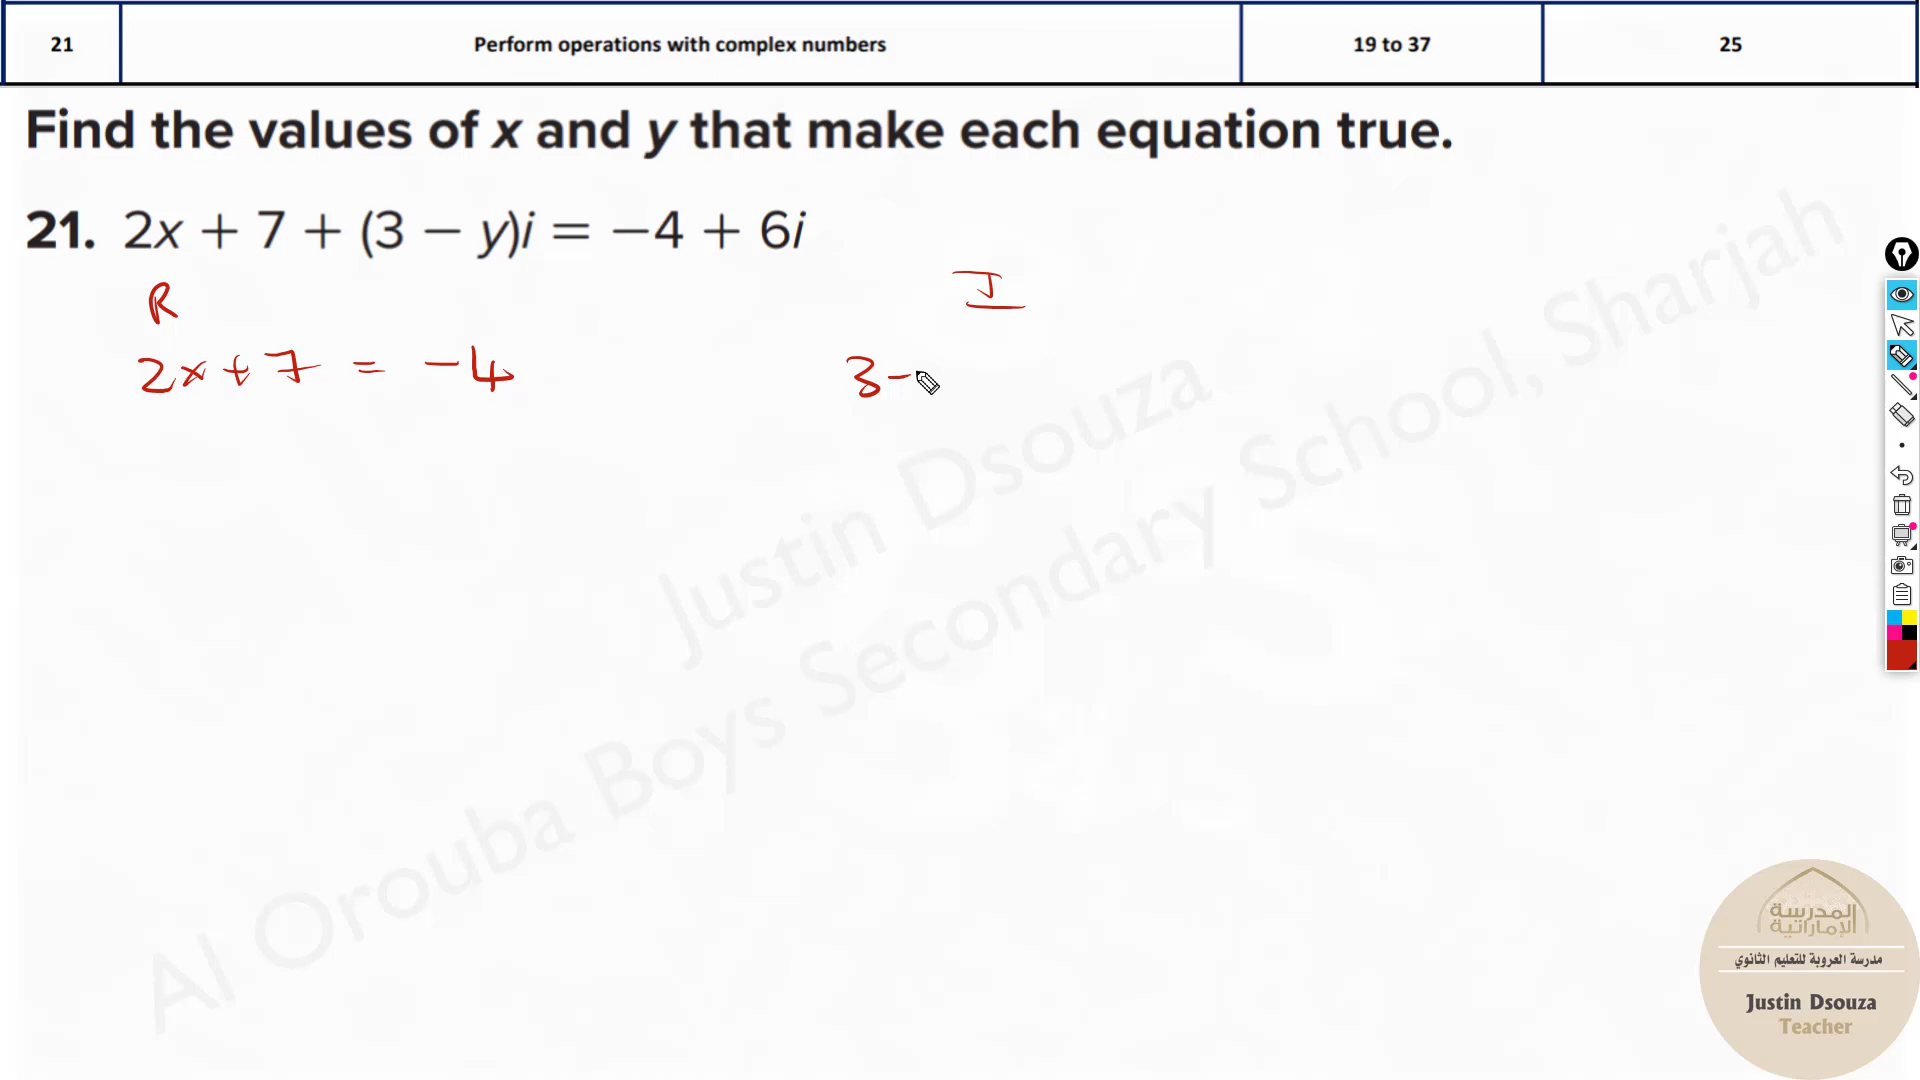 21 Perform operations with complex numbers 19 to 37 25
Find the values of x and y that make each equation true.
21. 2x + 7 + (3 − y)i = −4 + 6i
R I
2x + 7 = −4 3 −
Justin Dsouza
Al Orouba Boys Secondary School, Sharjah
المدرسة
الإماراتية
مدرسة العروبة للتعليم الثانوي
Justin Dsouza
Teacher